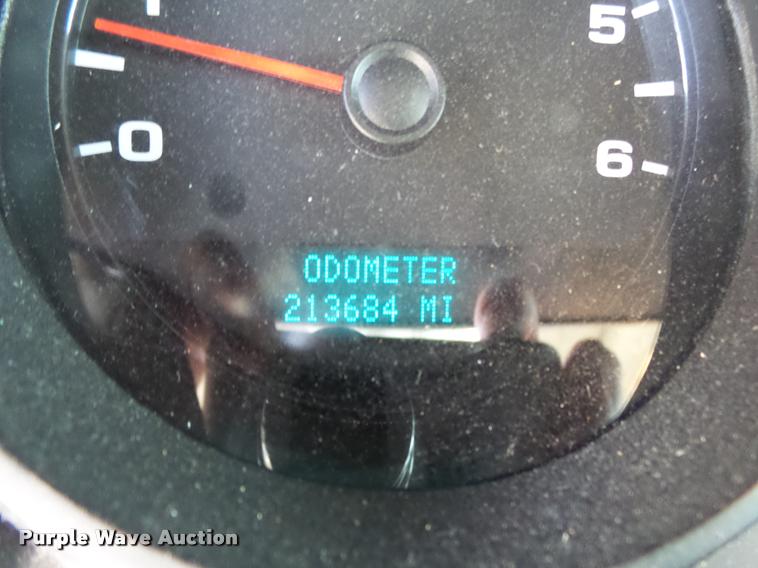 5
0
6
ODOMETER
213684 MI
Purple Wave Auction